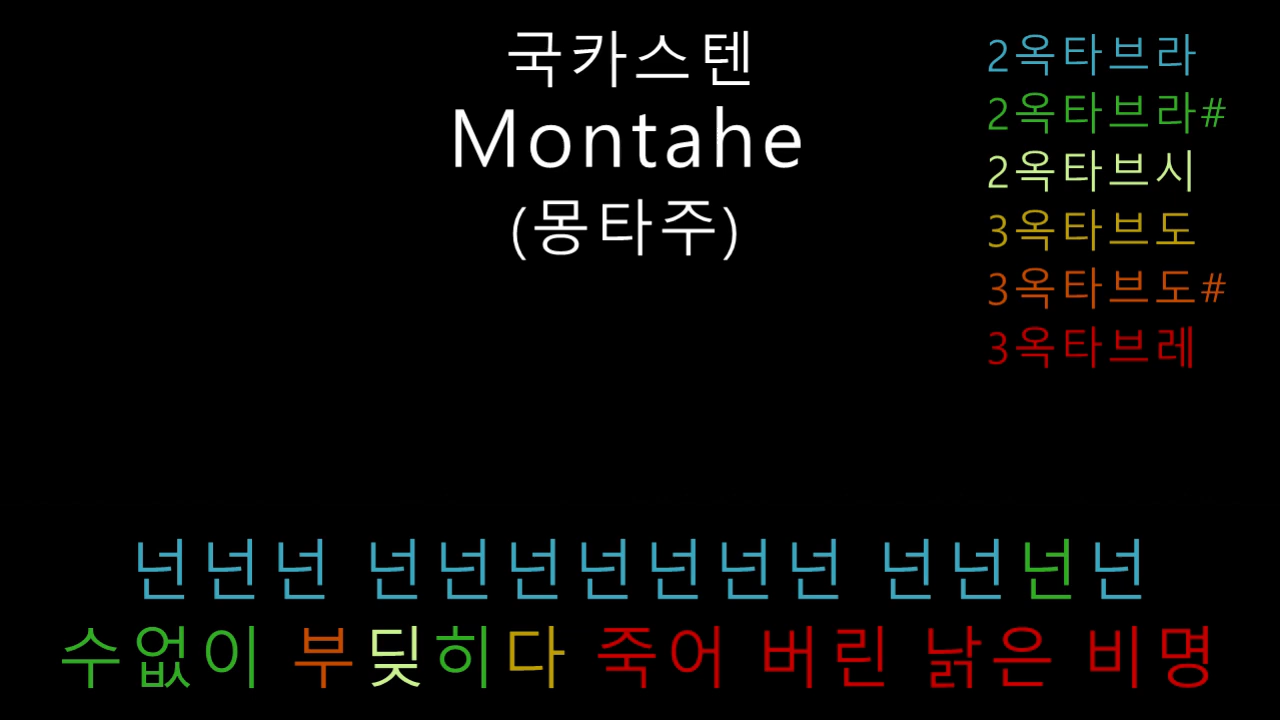 국카스텐
Montahe
(몽타주)
2옥타브라
2옥타브라#
2옥타브시
3옥타브도
3옥타브도#
3옥타브레
넌넌넌 넌넌넌넌넌넌넌 넌넌넌넌
수없이 부딪히다 죽어 버린 낡은 비명